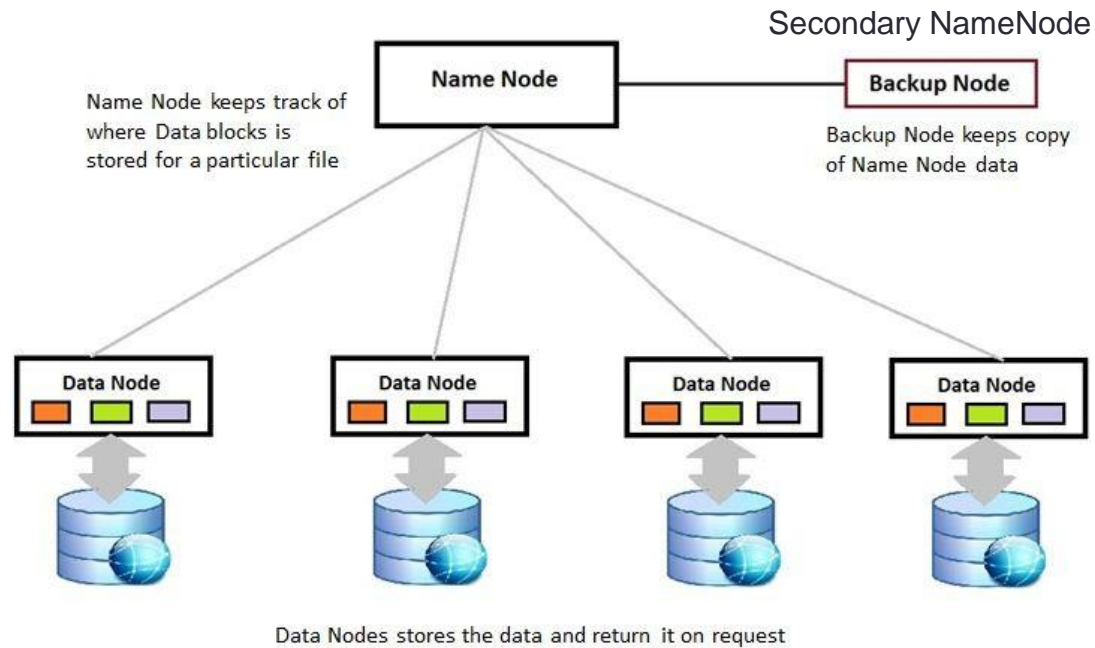 Secondary NameNode
Name Node
Backup Node
Name Node keeps track of
where Data blocks is
stored for a particular file
Backup Node keeps copy
of Name Node data
Data Node
Data Node
Data Node
Data Node
Data Nodes stores the data and return it on request